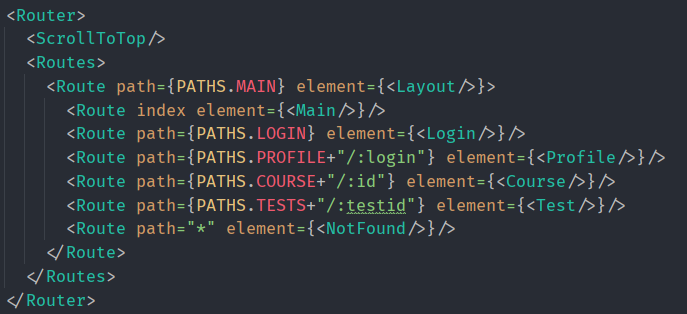 <Router>
<ScrollToTop/>
<Routes>
<Route path={PATHS.MAIN} element={<Layout/>}>
<Route index element={<Main/>}/>
<Route path={PATHS.LOGIN} element={<Login/>}/>
<Route path={PATHS.PROFILE+"/:login"} element={<Profile/>}/>
<Route path={PATHS.COURSE+"/:id"} element={<Course/>}/>
<Route path={PATHS.TESTS+"/:testid"} element={<Test/>}/>
<Route path="*" element={<NotFound/>}/>
</Route>
</Routes>
</Router>